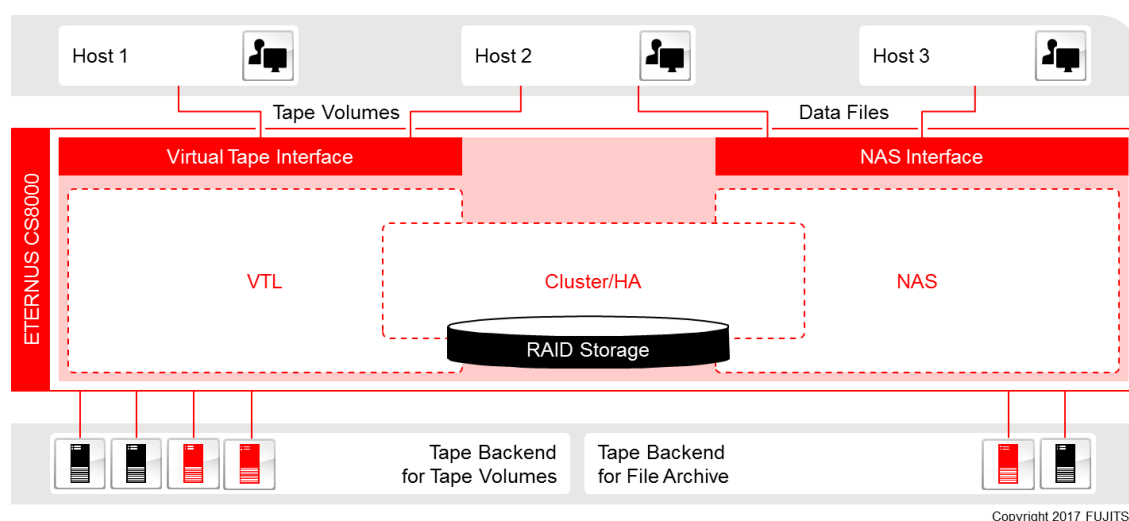 Host 1
Host 2
Host 3
Tape Volumes
Data Files
ETERNUS CS8000
Virtual Tape Interface
NAS Interface
VTL
Cluster/HA
NAS
RAID Storage
Tape Backend
for Tape Volumes
Tape Backend
for File Archive
Copyright 2017 FUJITS